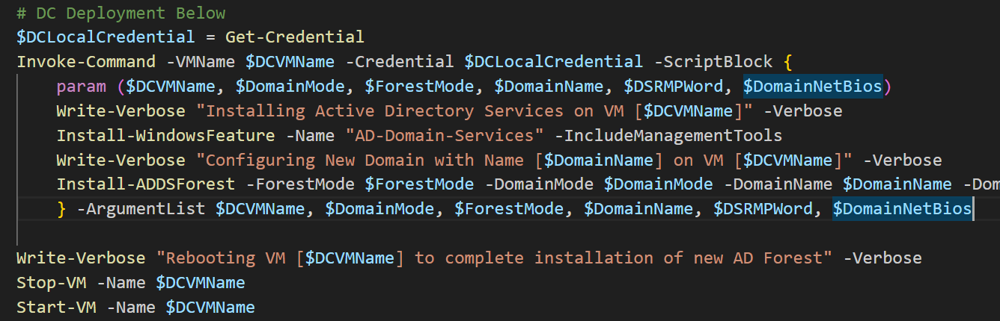 # DC Deployment Below
$DCLocalCredential = Get-Credential
Invoke-Command -VMName $DCVMName -Credential $DCLocalCredential -ScriptBlock {
param ($DCVMName, $DomainMode, $ForestMode, $DomainName, $DSRMPWord, $DomainNetBios)
Write-Verbose "Installing Active Directory Services on VM [$DCVMName]" -Verbose
Install-WindowsFeature -Name "AD-Domain-Services" -IncludeManagementTools
Write-Verbose "Configuring New Domain with Name [$DomainName] on VM [$DCVMName]" -Verbose
Install-ADDSForest -ForestMode $ForestMode -DomainMode $DomainMode -DomainName $DomainName -Dom
} -ArgumentList $DCVMName, $DomainMode, $ForestMode, $DomainName, $DSRMPWord, $DomainNetBios
Write-Verbose "Rebooting VM [$DCVMName] to complete installation of new AD Forest" -Verbose
Stop-VM -Name $DCVMName
Start-VM -Name $DCVMName